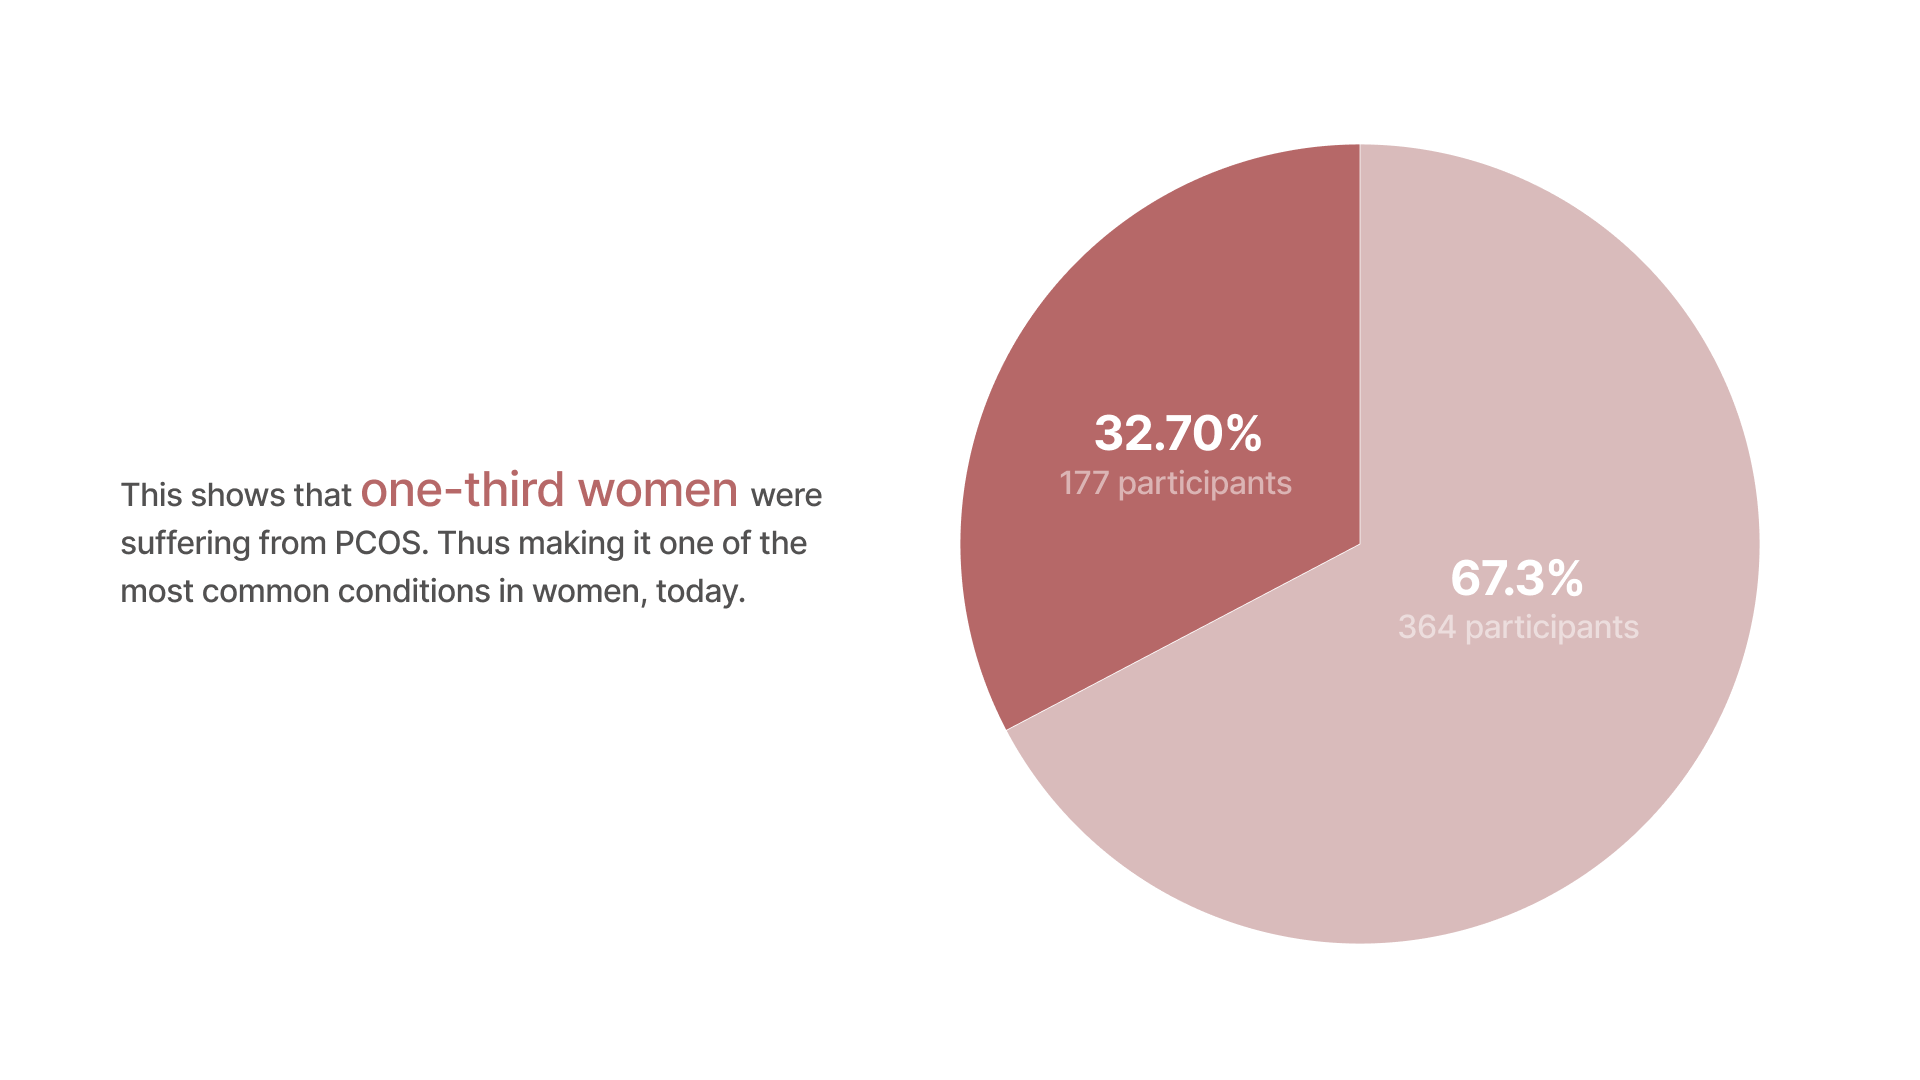 This shows that one-third women were
suffering from PCOS. Thus making it one of the
most common conditions in women, today.
32.70%
177 participants
67.3%
364 participants